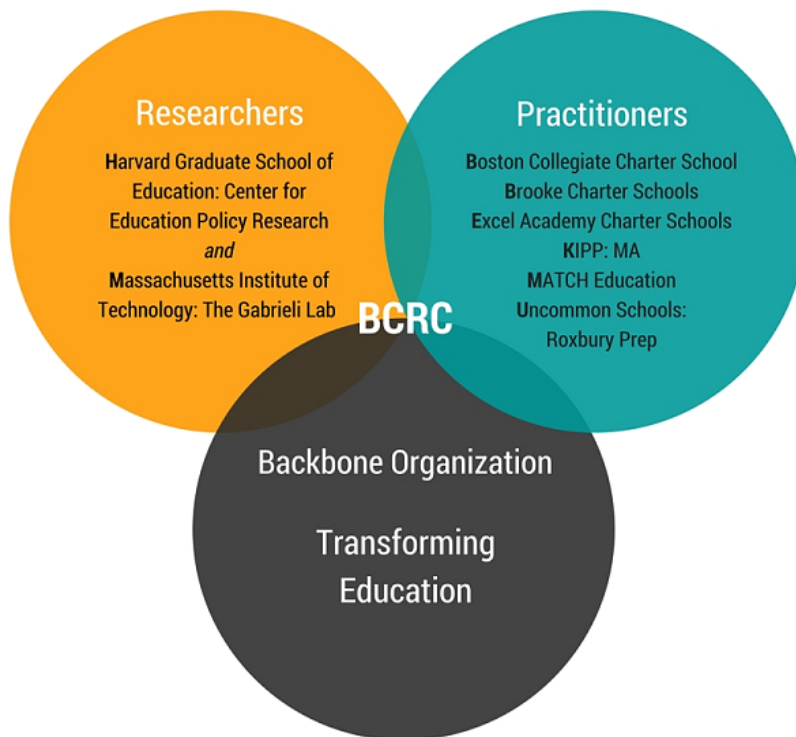 Researchers
Harvard Graduate School of
Education: Center for
Education Policy Research
and
Massachusetts Institute of
Technology: The Gabrieli Lab
Practitioners
Boston Collegiate Charter School
Brooke Charter Schools
Excel Academy Charter Schools
KIPP: MA
MATCH Education
Uncommon Schools:
Roxbury Prep
BCRC
Backbone Organization
Transforming
Education